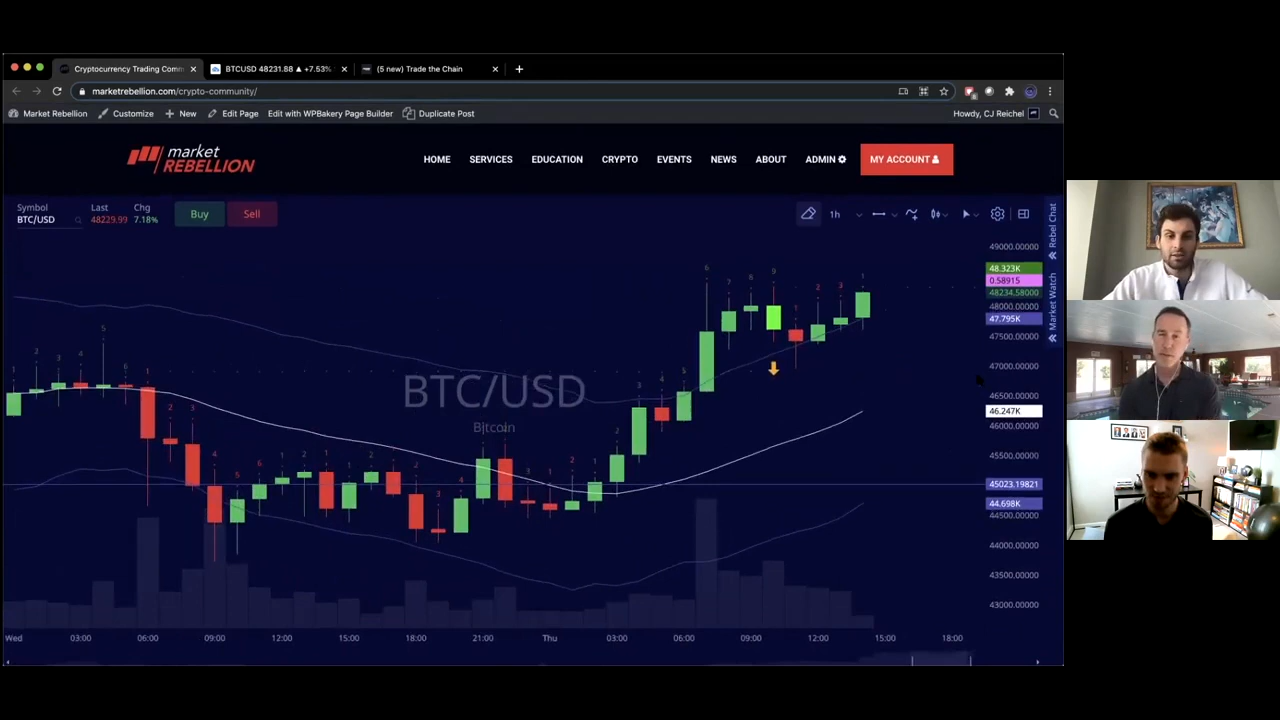 Cryptocurrency Trading Comm
BTCUSD 48231.88 ▲ +7.53%
(5 new) Trade the Chain
marketrebellion.com/crypto-community/
Market Rebellion
Customize
New
Edit Page
Edit with WPBakery Page Builder
Duplicate Post
Howdy, CJ Reichel
market
REBELLION
HOME
SERVICES
EDUCATION
CRYPTO
EVENTS
NEWS
ABOUT
ADMIN
MY ACCOUNT
Symbol Last Chg
BTC/USD 48229.99 7.18%
Buy
Sell
1h
Rebel Chat
Market Watch
49000.00000
48.323K
0.58915
48234.58000
48000.00000
47.795K
47500.00000
47000.00000
46500.00000
46.247K
46000.00000
45500.00000
45023.19821
44.698K
44500.00000
44000.00000
43500.00000
43000.00000
BTC/USD
Bitcoin
Wed 03:00 06:00 09:00 12:00 15:00 18:00 21:00 Thu 03:00 06:00 09:00 12:00 15:00 18:00